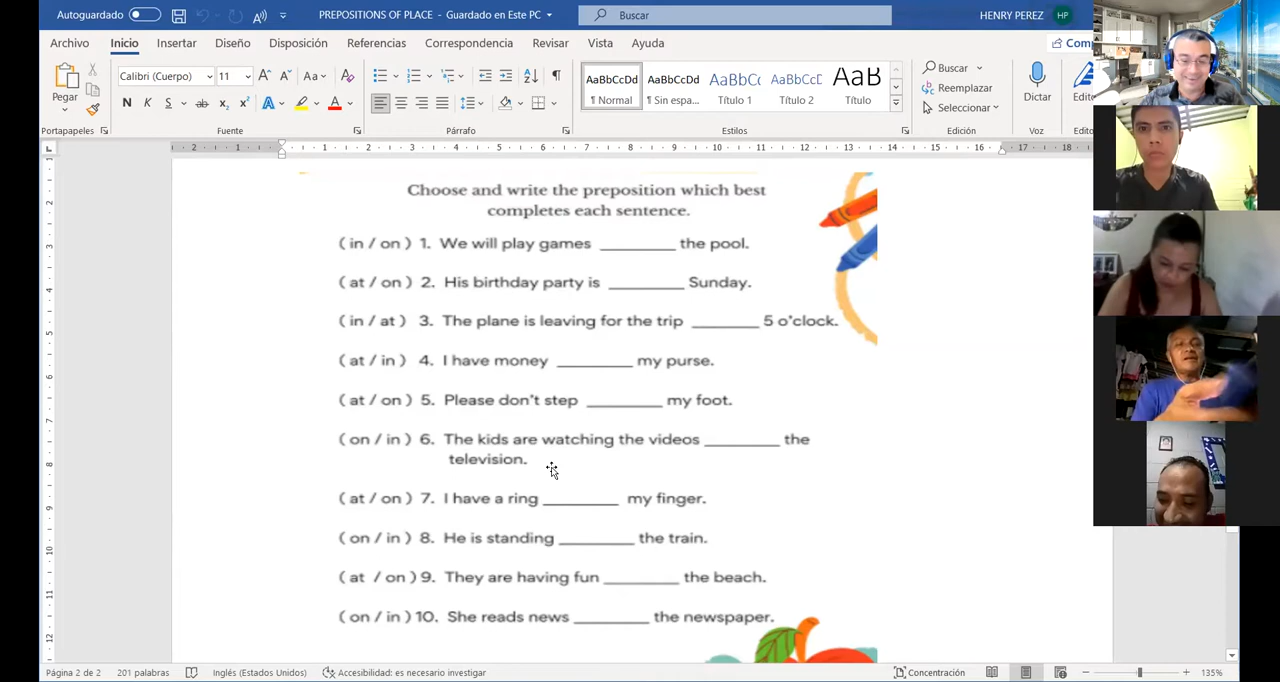 Autoguardado
PREPOSITIONS OF PLACE - Guardado en Este PC
Buscar
HENRY PEREZ
HP
Archivo Inicio Insertar Diseño Disposición Referencias Correspondencia Revisar Vista Ayuda
Pegar
Calibri (Cuerpo) 11
AaBbCcDd AaBbCcDd AaBbCc AaBbCcD AaB
¶ Normal ¶ Sin espa... Título 1 Título 2 Título
Buscar
Reemplazar
Seleccionar
Dictar
Portapapeles Fuente Párrafo Estilos Edición Voz
Choose and write the preposition which best
completes each sentence.
( in / on ) 1. We will play games ________ the pool.
( at / on ) 2. His birthday party is ________ Sunday.
( in / at ) 3. The plane is leaving for the trip ________ 5 o'clock.
( at / in ) 4. I have money ________ my purse.
( at / on ) 5. Please don't step ________ my foot.
( on / in ) 6. The kids are watching the videos ________ the
television.
( at / on ) 7. I have a ring ________ my finger.
( on / in ) 8. He is standing ________ the train.
( at / on ) 9. They are having fun ________ the beach.
( on / in ) 10. She reads news ________ the newspaper.
Página 2 de 2 201 palabras Inglés (Estados Unidos) Accesibilidad: es necesario investigar Concentración 135%